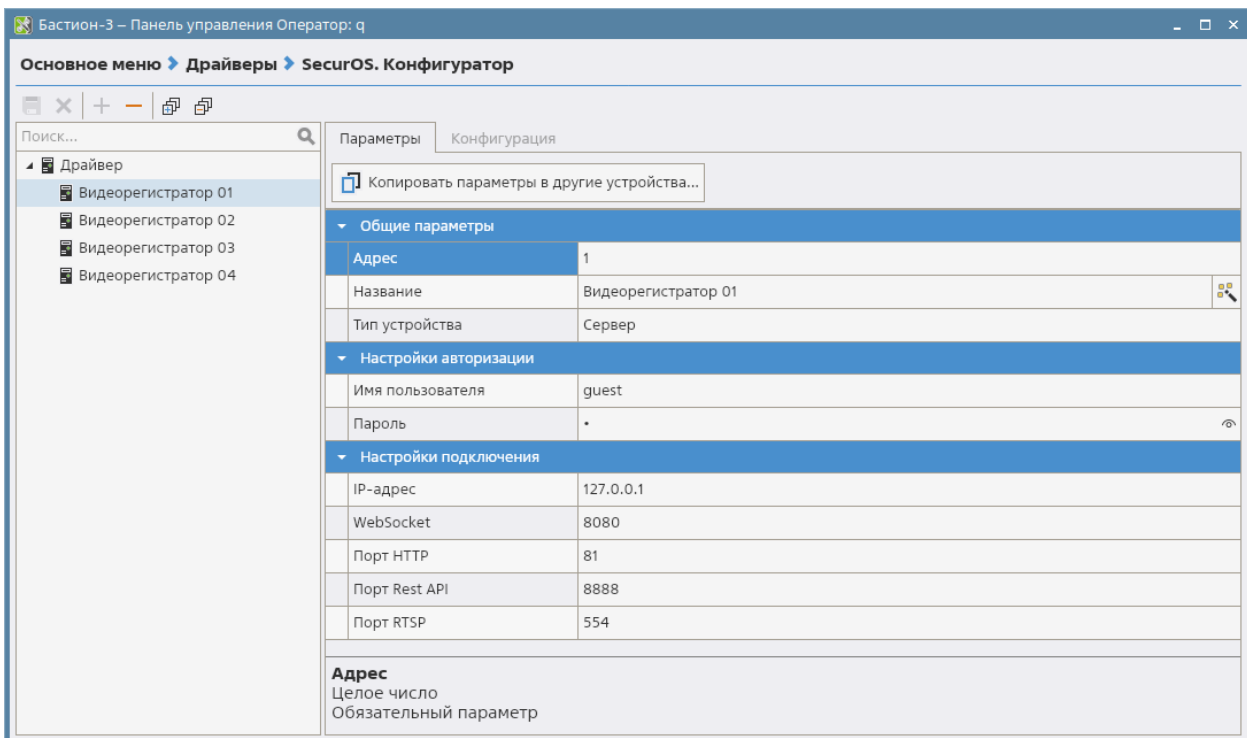 Бастион-3 – Панель управления Оператор: q
Основное меню Драйверы SecurOS. Конфигуратор
Поиск...
Драйвер
Видеорегистратор 01
Видеорегистратор 02
Видеорегистратор 03
Видеорегистратор 04
Параметры Конфигурация
Копировать параметры в другие устройства...
Общие параметры
Адрес 1
Название Видеорегистратор 01
Тип устройства Сервер
Настройки авторизации
Имя пользователя guest
Пароль •
Настройки подключения
IP-адрес 127.0.0.1
WebSocket 8080
Порт HTTP 81
Порт Rest API 8888
Порт RTSP 554
Адрес
Целое число
Обязательный параметр